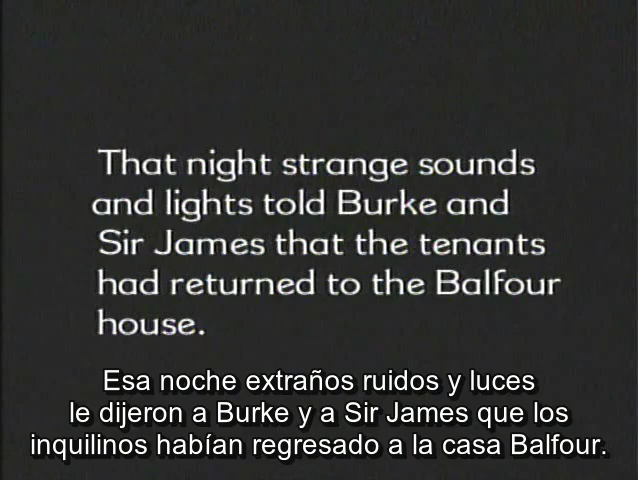 That night strange sounds
and lights told Burke and
Sir James that the tenants
had returned to the Balfour
house.
Esa noche extraños ruidos y luces
le dijeron a Burke y a Sir James que los
inquilinos habían regresado a la casa Balfour.